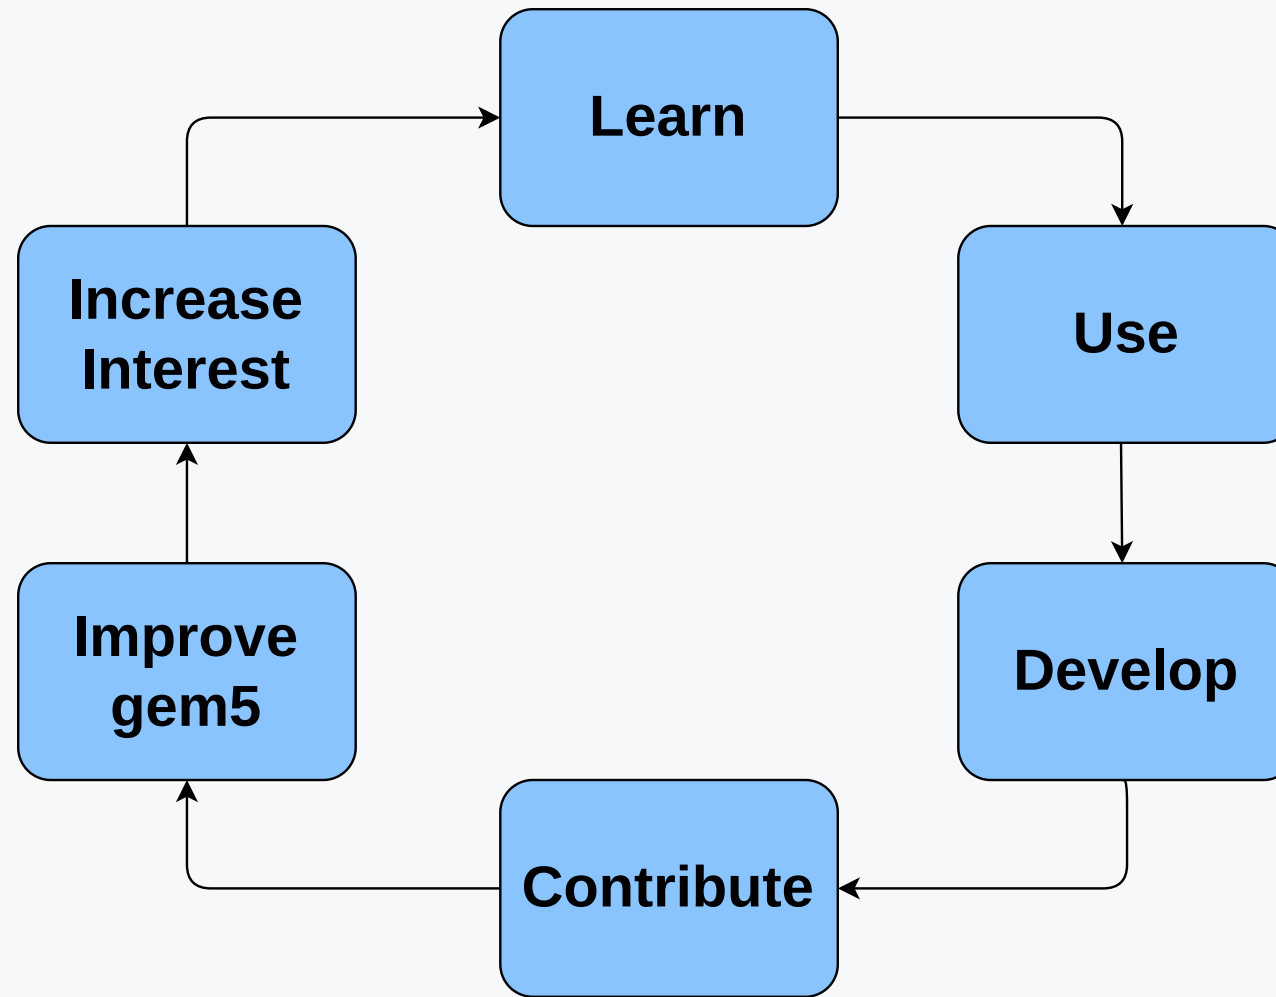 Learn
Use
Develop
Contribute
Improve
gem5
Increase
Interest